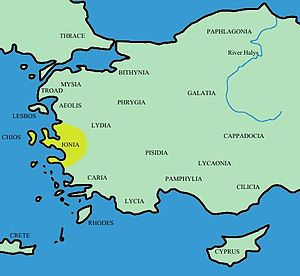 PAPHLAGONIA
THRACE
River Halys
BITHYNIA
MYSIA
TROAD
GALATIA
PHRYGIA
AEOLIS
LESBOS
LYDIA
CHIOS
CAPPADOCIA
IONIA
PISIDIA
LYCAONIA
CARIA
PAMPHYLIA
CILICIA
LYCIA
RHODES
CRETE
CYPRUS